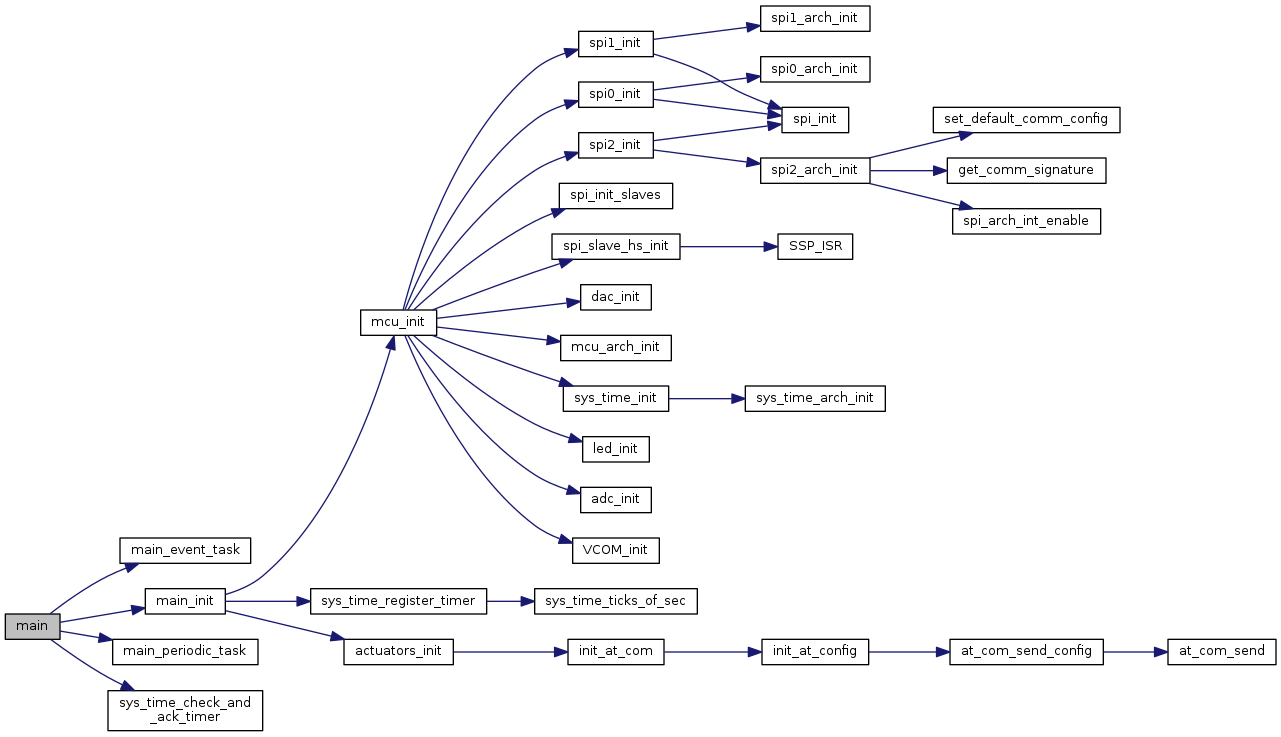 spi1_arch_init
spi1_init
spi0_arch_init
spi0_init
spi_init
set_default_comm_config
spi2_init
spi2_arch_init
get_comm_signature
spi_init_slaves
spi_arch_int_enable
spi_slave_hs_init
SSP_ISR
dac_init
mcu_init
mcu_arch_init
sys_time_init
sys_time_arch_init
led_init
adc_init
VCOM_init
main_event_task
main_init
sys_time_register_timer
sys_time_ticks_of_sec
main
main_periodic_task
actuators_init
init_at_com
init_at_config
at_com_send_config
at_com_send
sys_time_check_and
_ack_timer